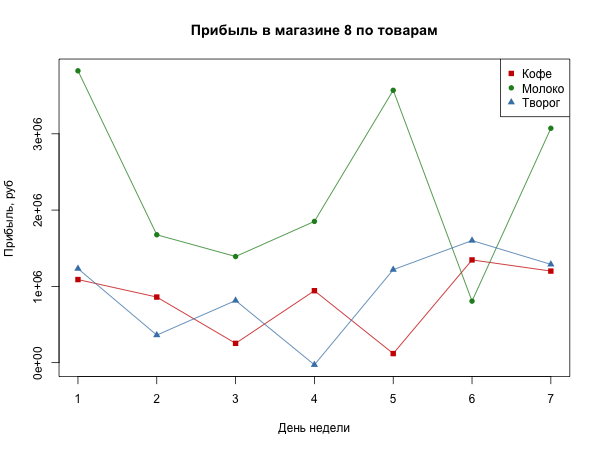 Прибыль в магазине 8 по товарам
Кофе
Молоко
Творог
Прибыль, руб
3e+06
2e+06
1e+06
0e+00
1 2 3 4 5 6 7
День недели